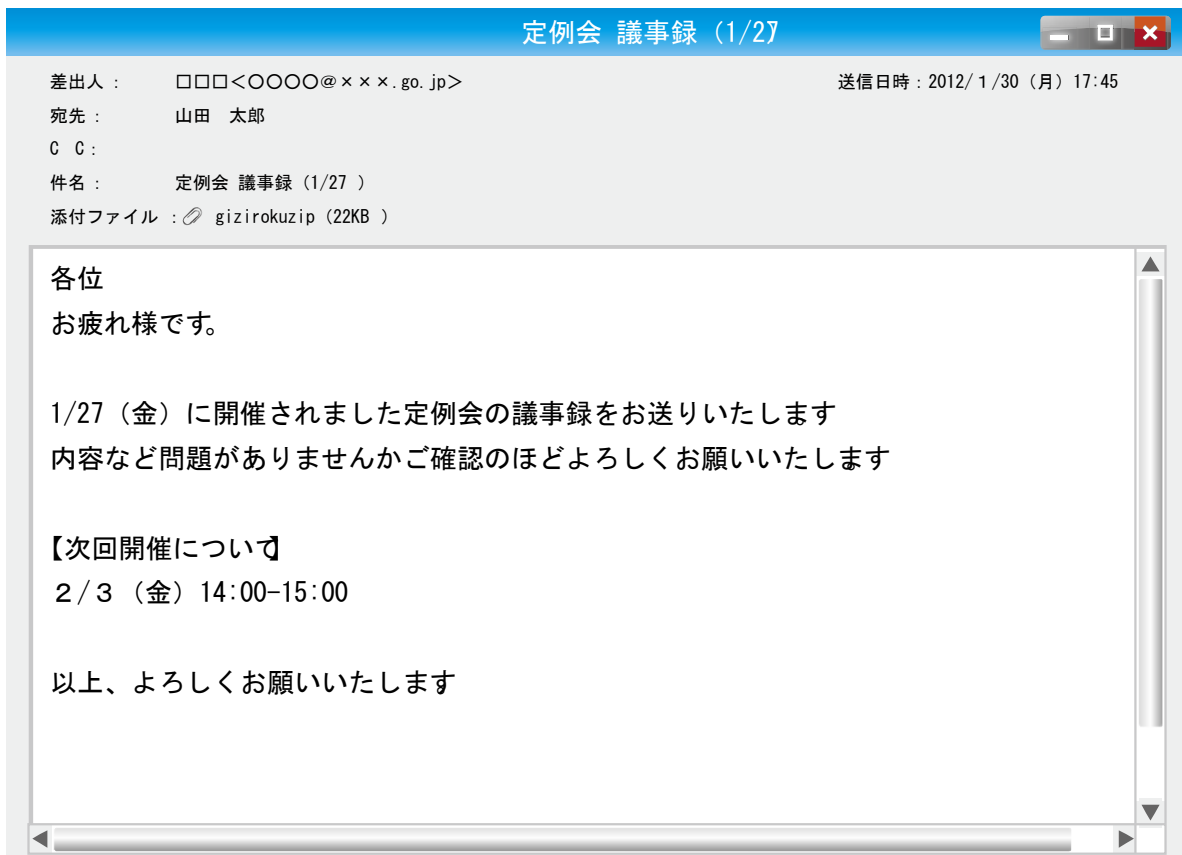 定例会 議事録（1/27）
差出人：　□□□<○○○○@×××.go.jp>　送信日時：2012/１/30（月）17:45
宛先：　山田　太郎
Ｃ Ｃ：
件名：　定例会 議事録（1/27 ）
添付ファイル ： gizirokuzip（22KB ）
各位
お疲れ様です。
1/27（金）に開催されました定例会の議事録をお送りいたします
内容など問題がありませんかご確認のほどよろしくお願いいたします
【次回開催について】
２/３（金）14:00-15:00
以上、よろしくお願いいたします